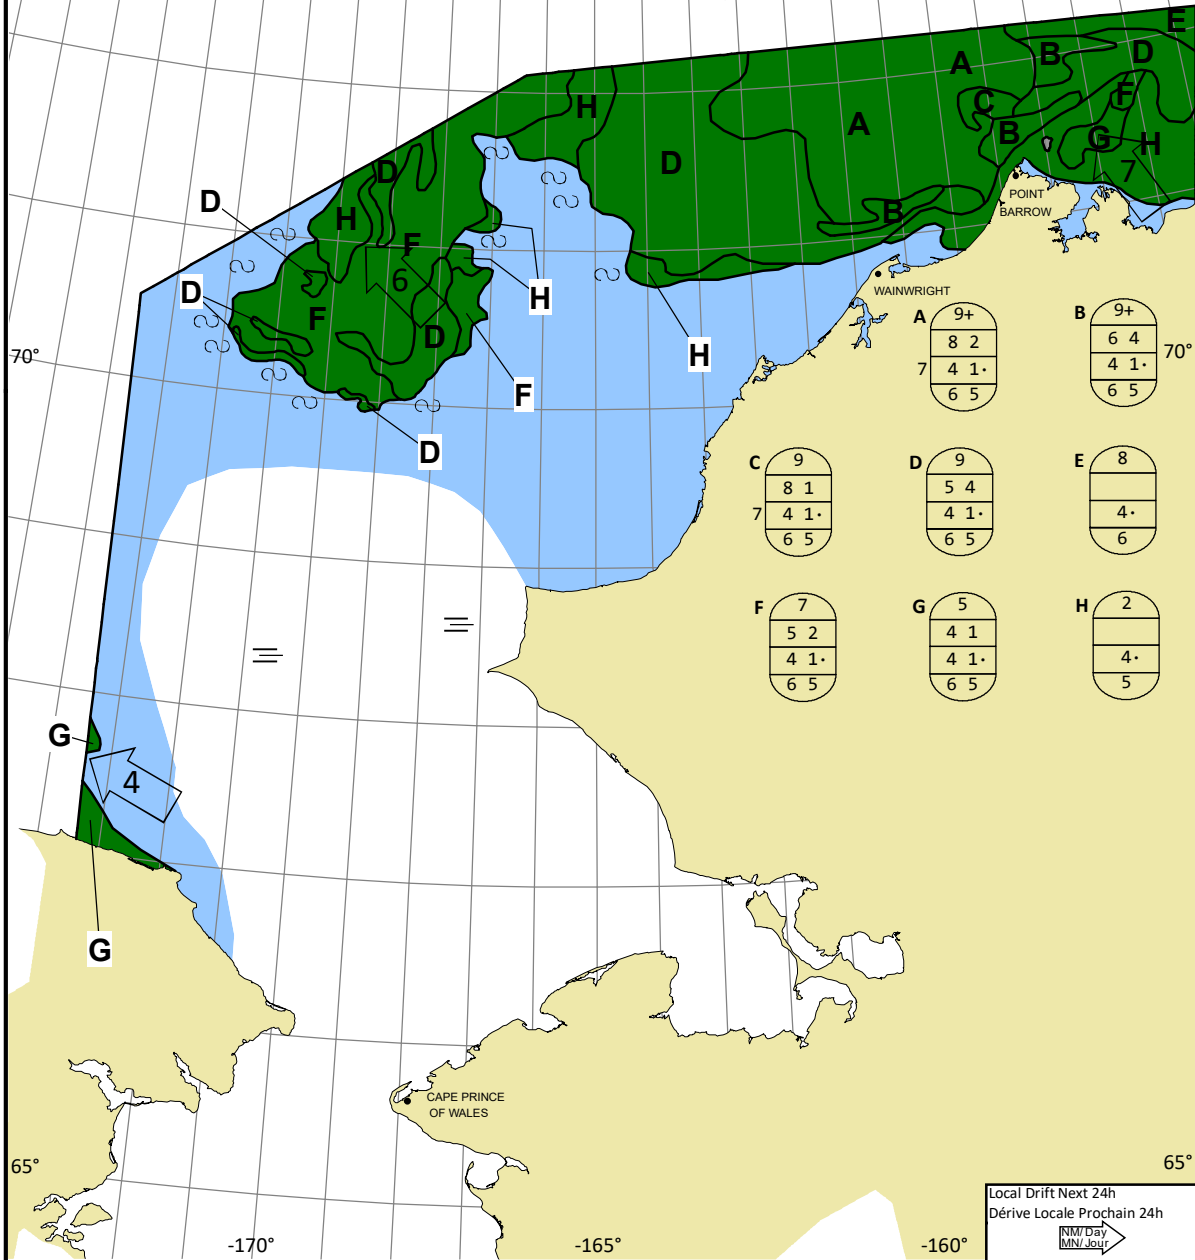 E
A
B
D
H
F
C
A
B
G
H
D
D
7
D
POINT
BARROW
H
B
F
6
H
WAINWRIGHT
D
F
D
H
70°
70°
F
D
A
9+
8 2
7
4 1·
6 5
B
9+
6 4
4 1·
6 5
C
9
8 1
7
4 1·
6 5
D
9
5 4
4 1·
6 5
E
8
4·
6
F
7
5 2
4 1·
6 5
G
5
4 1
4 1·
6 5
H
2
4·
5
G
4
G
CAPE PRINCE
OF WALES
65°
65°
Local Drift Next 24h
Dérive Locale Prochain 24h
NM/Day
MN/Jour
-170°
-165°
-160°